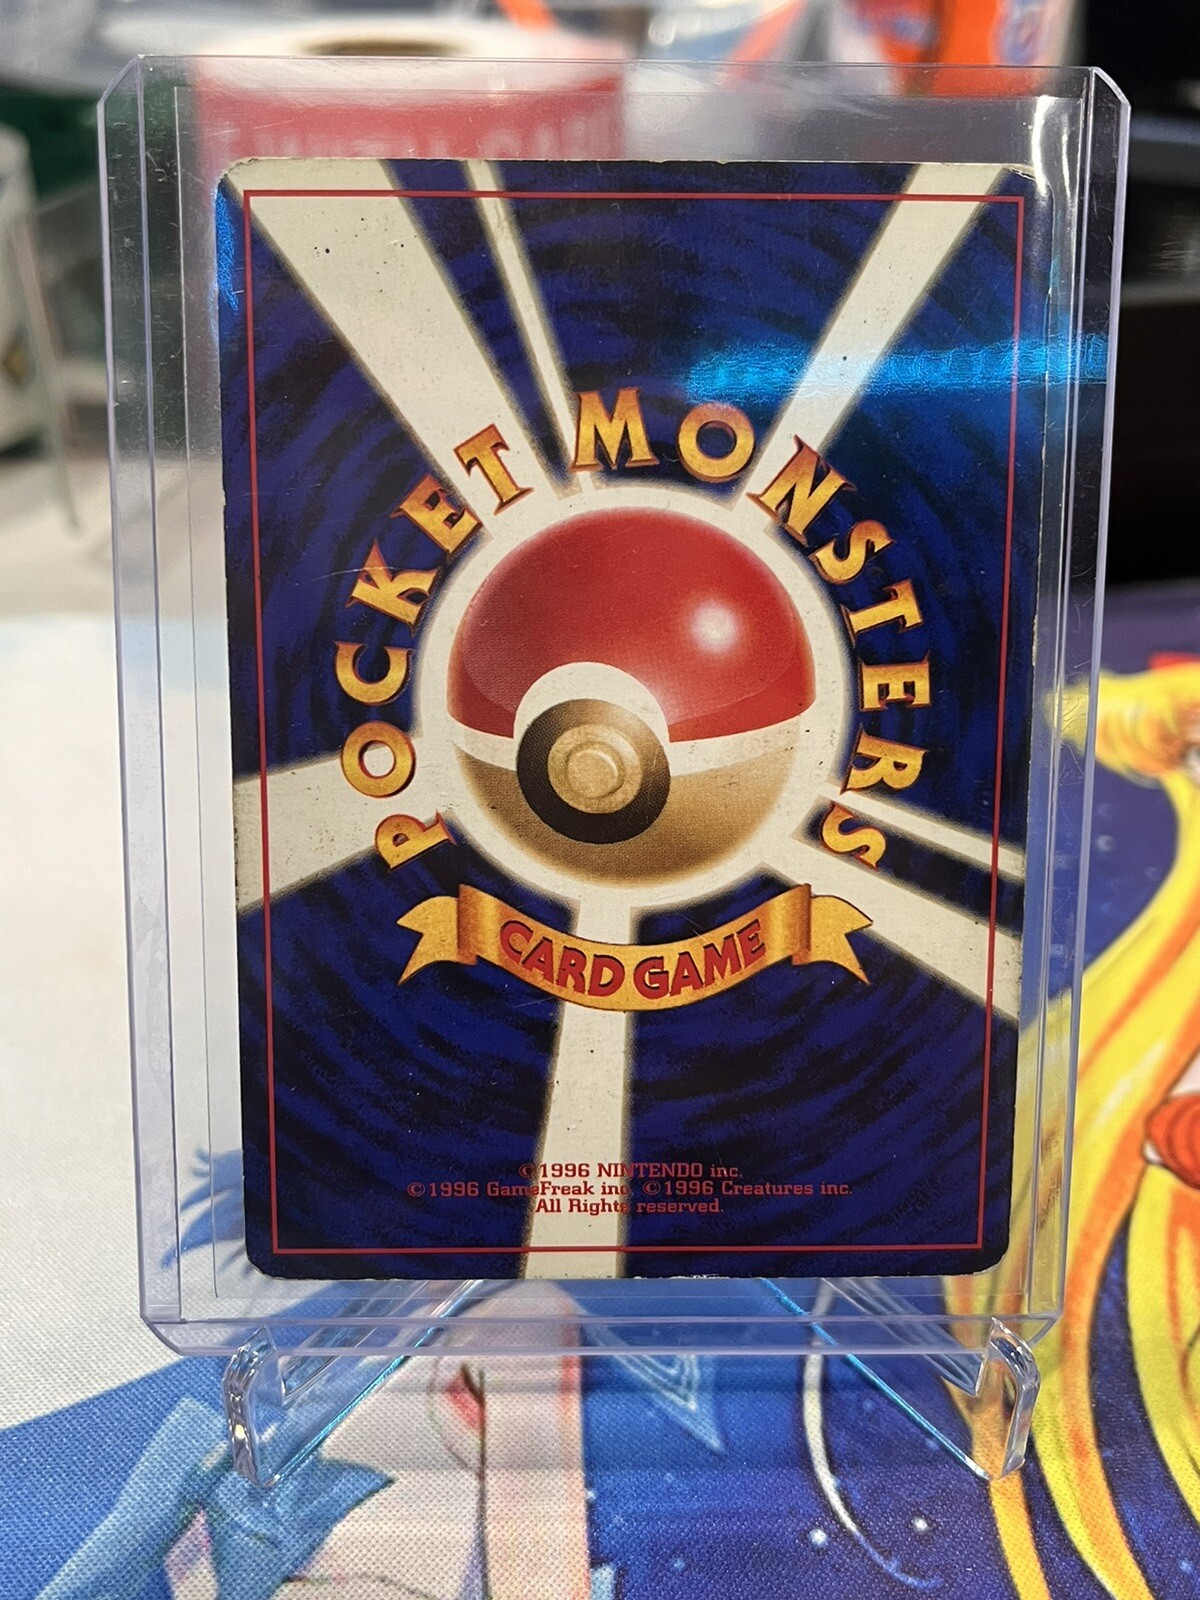 POCKET MONSTERS
CARD GAME
©1996 NINTENDO inc.
©1996 GameFreak inc. ©1996 Creatures inc.
All Rights reserved.